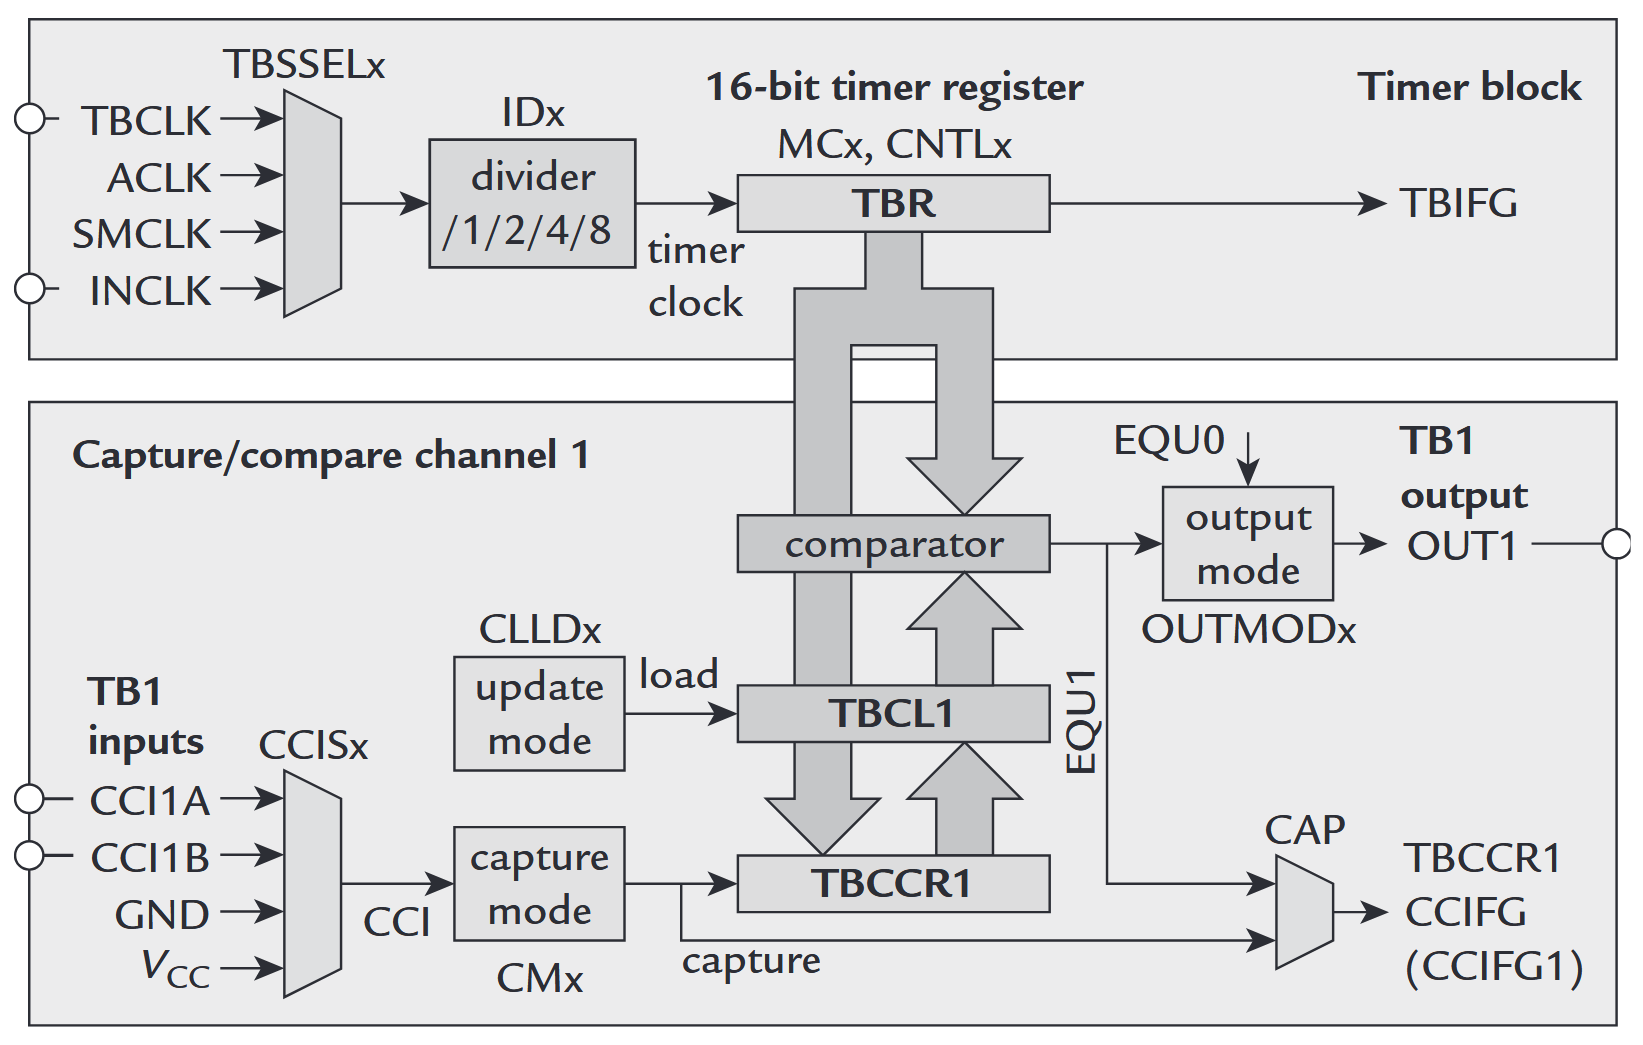 TBSSELx
TBCLK
ACLK
SMCLK
INCLK
IDx
divider
/1/2/4/8
timer
clock
16-bit timer register
MCx, CNTLx
TBR
Timer block
TBIFG
Capture/compare channel 1
EQU0
TB1
output
OUT1
output
mode
OUTMODx
comparator
CLLDx
update
mode
load
TBCL1
EQU1
TB1
inputs
CCISx
CCI1A
CCI1B
GND
VCC
CCI
capture
mode
CMx
TBCCR1
capture
CAP
TBCCR1
CCIFG
(CCIFG1)